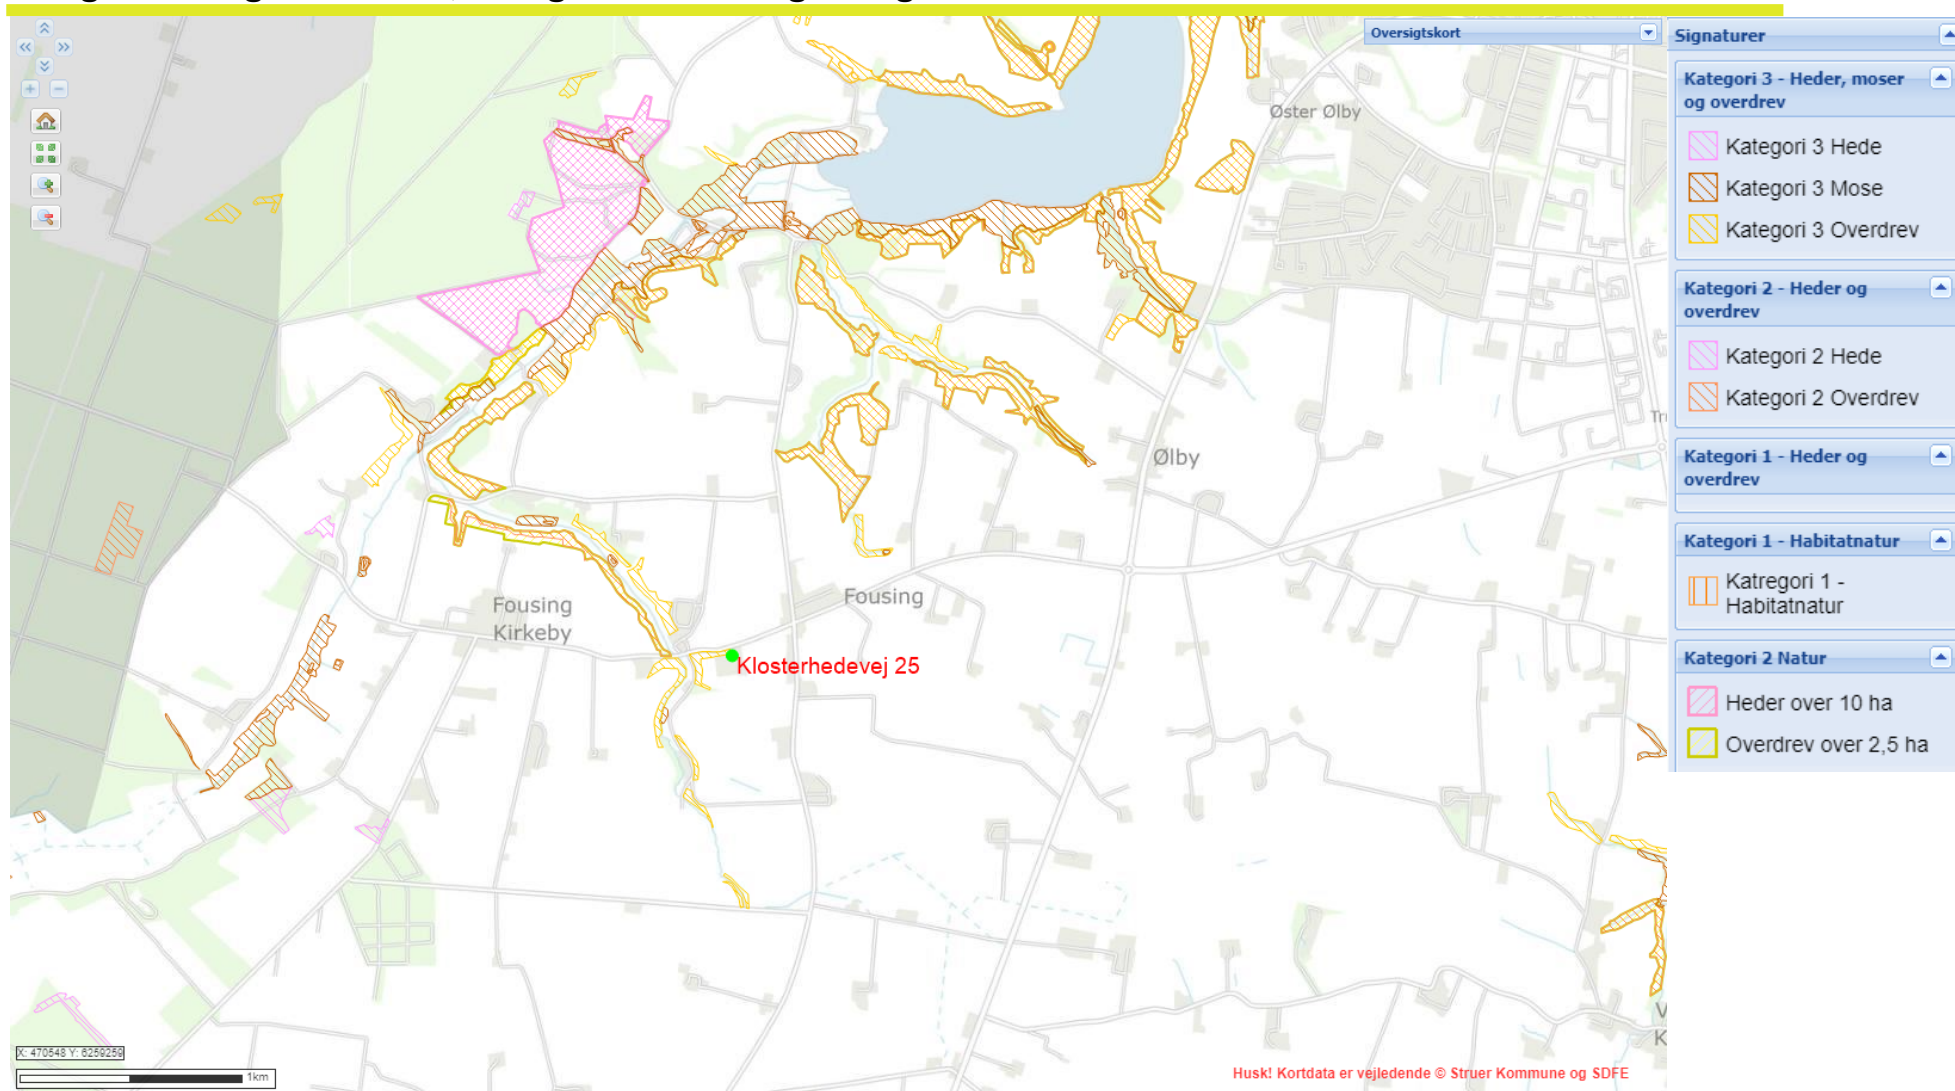 Oversigtskort
Signaturer
Kategori 3 - Heder, moser
og overdrev
Kategori 3 Hede
Kategori 3 Mose
Kategori 3 Overdrev
Kategori 2 - Heder og
overdrev
Kategori 2 Hede
Kategori 2 Overdrev
Kategori 1 - Heder og
overdrev
Kategori 1 - Habitatnatur
Katregori 1 -
Habitatnatur
Kategori 2 Natur
Heder over 10 ha
Overdrev over 2,5 ha
Øster Ølby
Ølby
Fousing
Fousing
Kirkeby
Klosterhedevej 25
X: 470548 Y: 6259259
1km
Husk! Kortdata er vejledende © Struer Kommune og SDFE